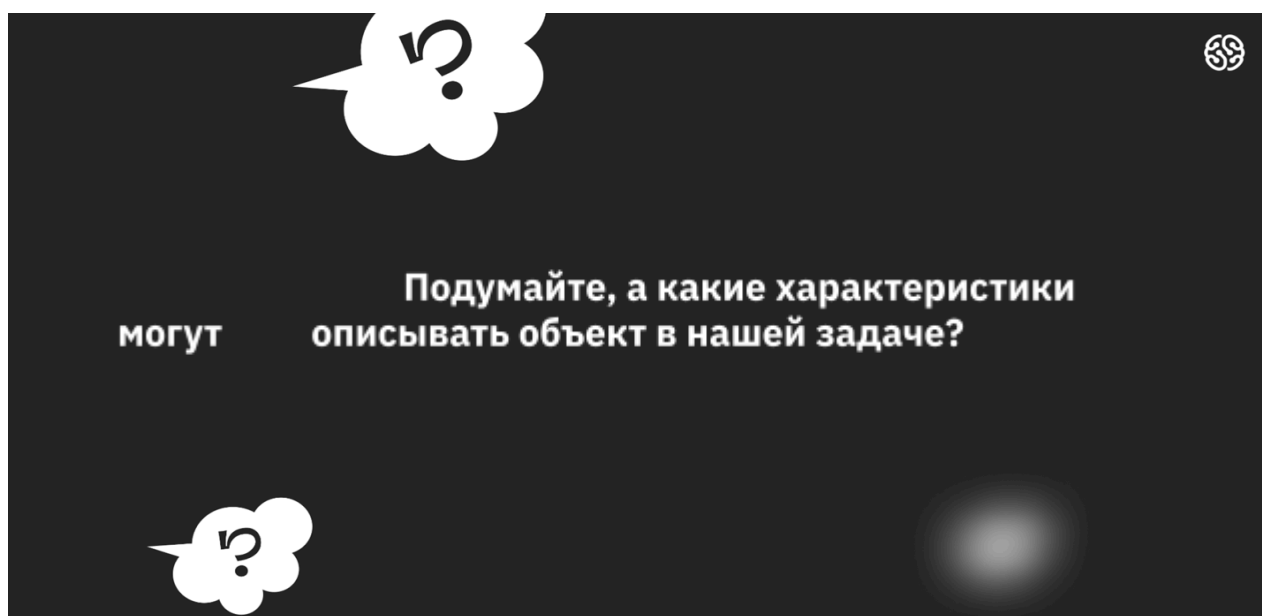 Подумайте, а какие характеристики
могут описывать объект в нашей задаче?
?
?